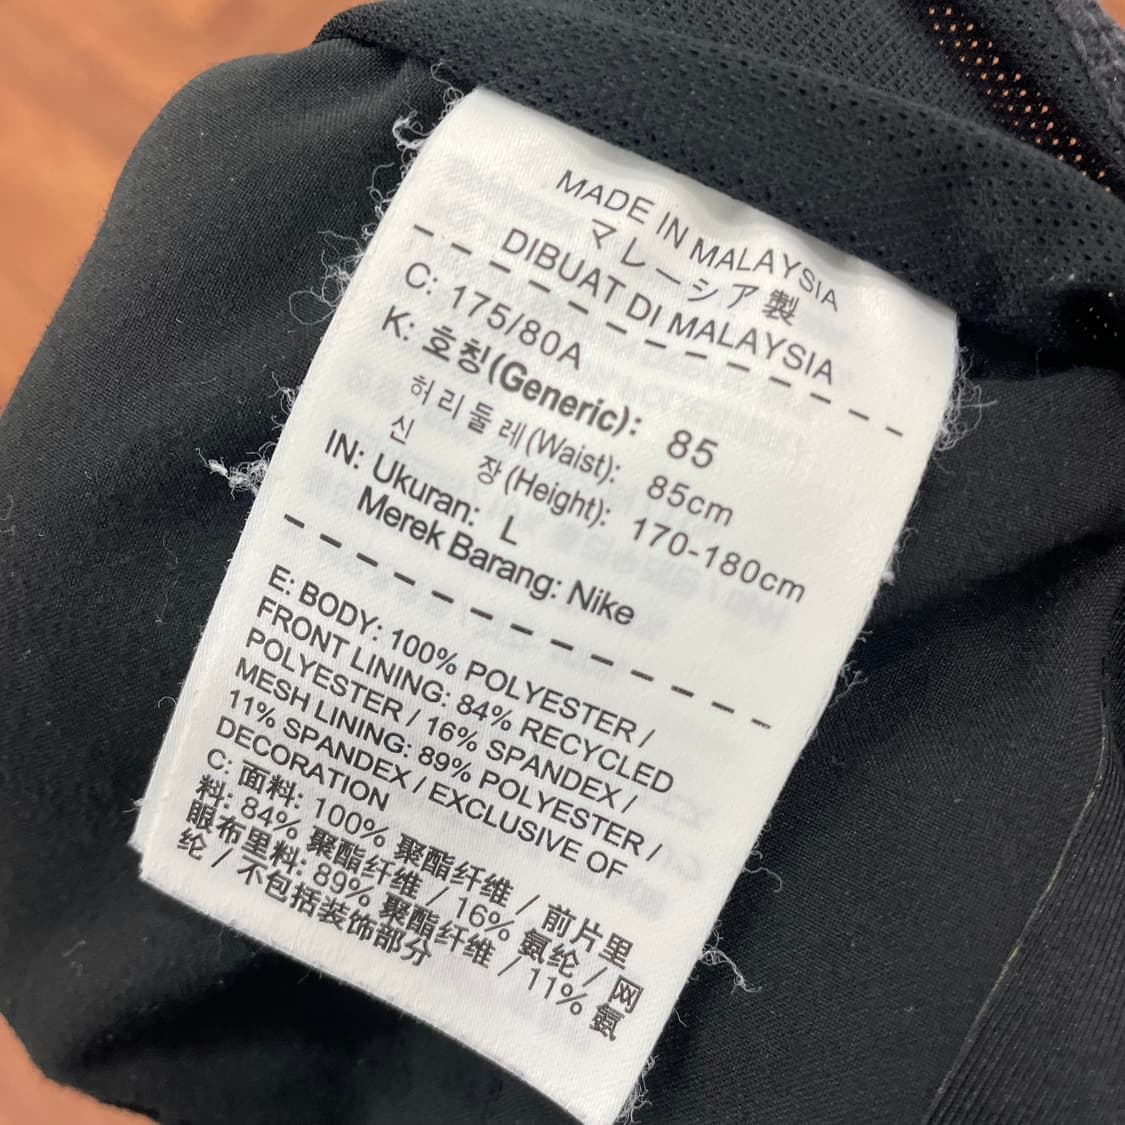 MADE IN MALAYSIA
マレーシア製
DIBUAT DI MALAYSIA
C: 175/80A
K: 호칭(Generic): 85
허리둘레(Waist): 85cm
신 장(Height): 170-180cm
IN: Ukuran: L
Merek Barang: Nike
E: BODY: 100% POLYESTER /
FRONT LINING: 84% RECYCLED
POLYESTER / 16% SPANDEX /
MESH LINING: 89% POLYESTER /
11% SPANDEX / EXCLUSIVE OF
DECORATION
C: 面料: 100% 聚酯纤维 / 前片里
料: 84% 聚酯纤维 / 16% 氨纶 / 网
眼布里料: 89% 聚酯纤维 / 11% 氨
纶 / 不包括装饰部分